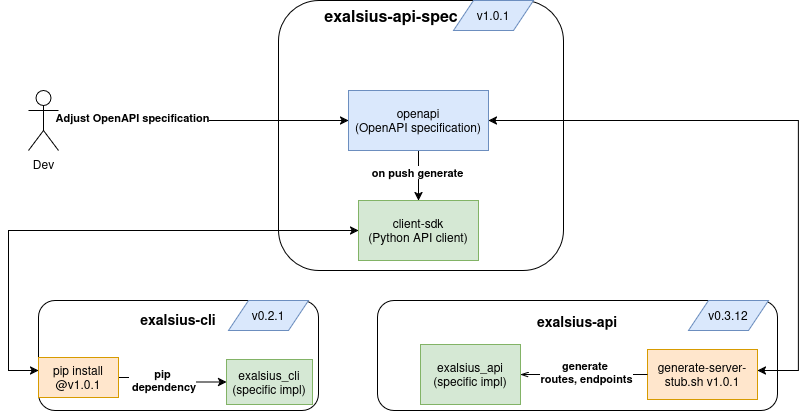 exalsius-api-spec
v1.0.1
Adjust OpenAPI specification
Dev
openapi
(OpenAPI specification)
on push generate
client-sdk
(Python API client)
exalsius-cli
v0.2.1
pip install
@v1.0.1
pip
dependency
exalsius_cli
(specific impl)
exalsius-api
v0.3.12
exalsius_api
(specific impl)
generate
routes, endpoints
generate-server-
stub.sh v1.0.1